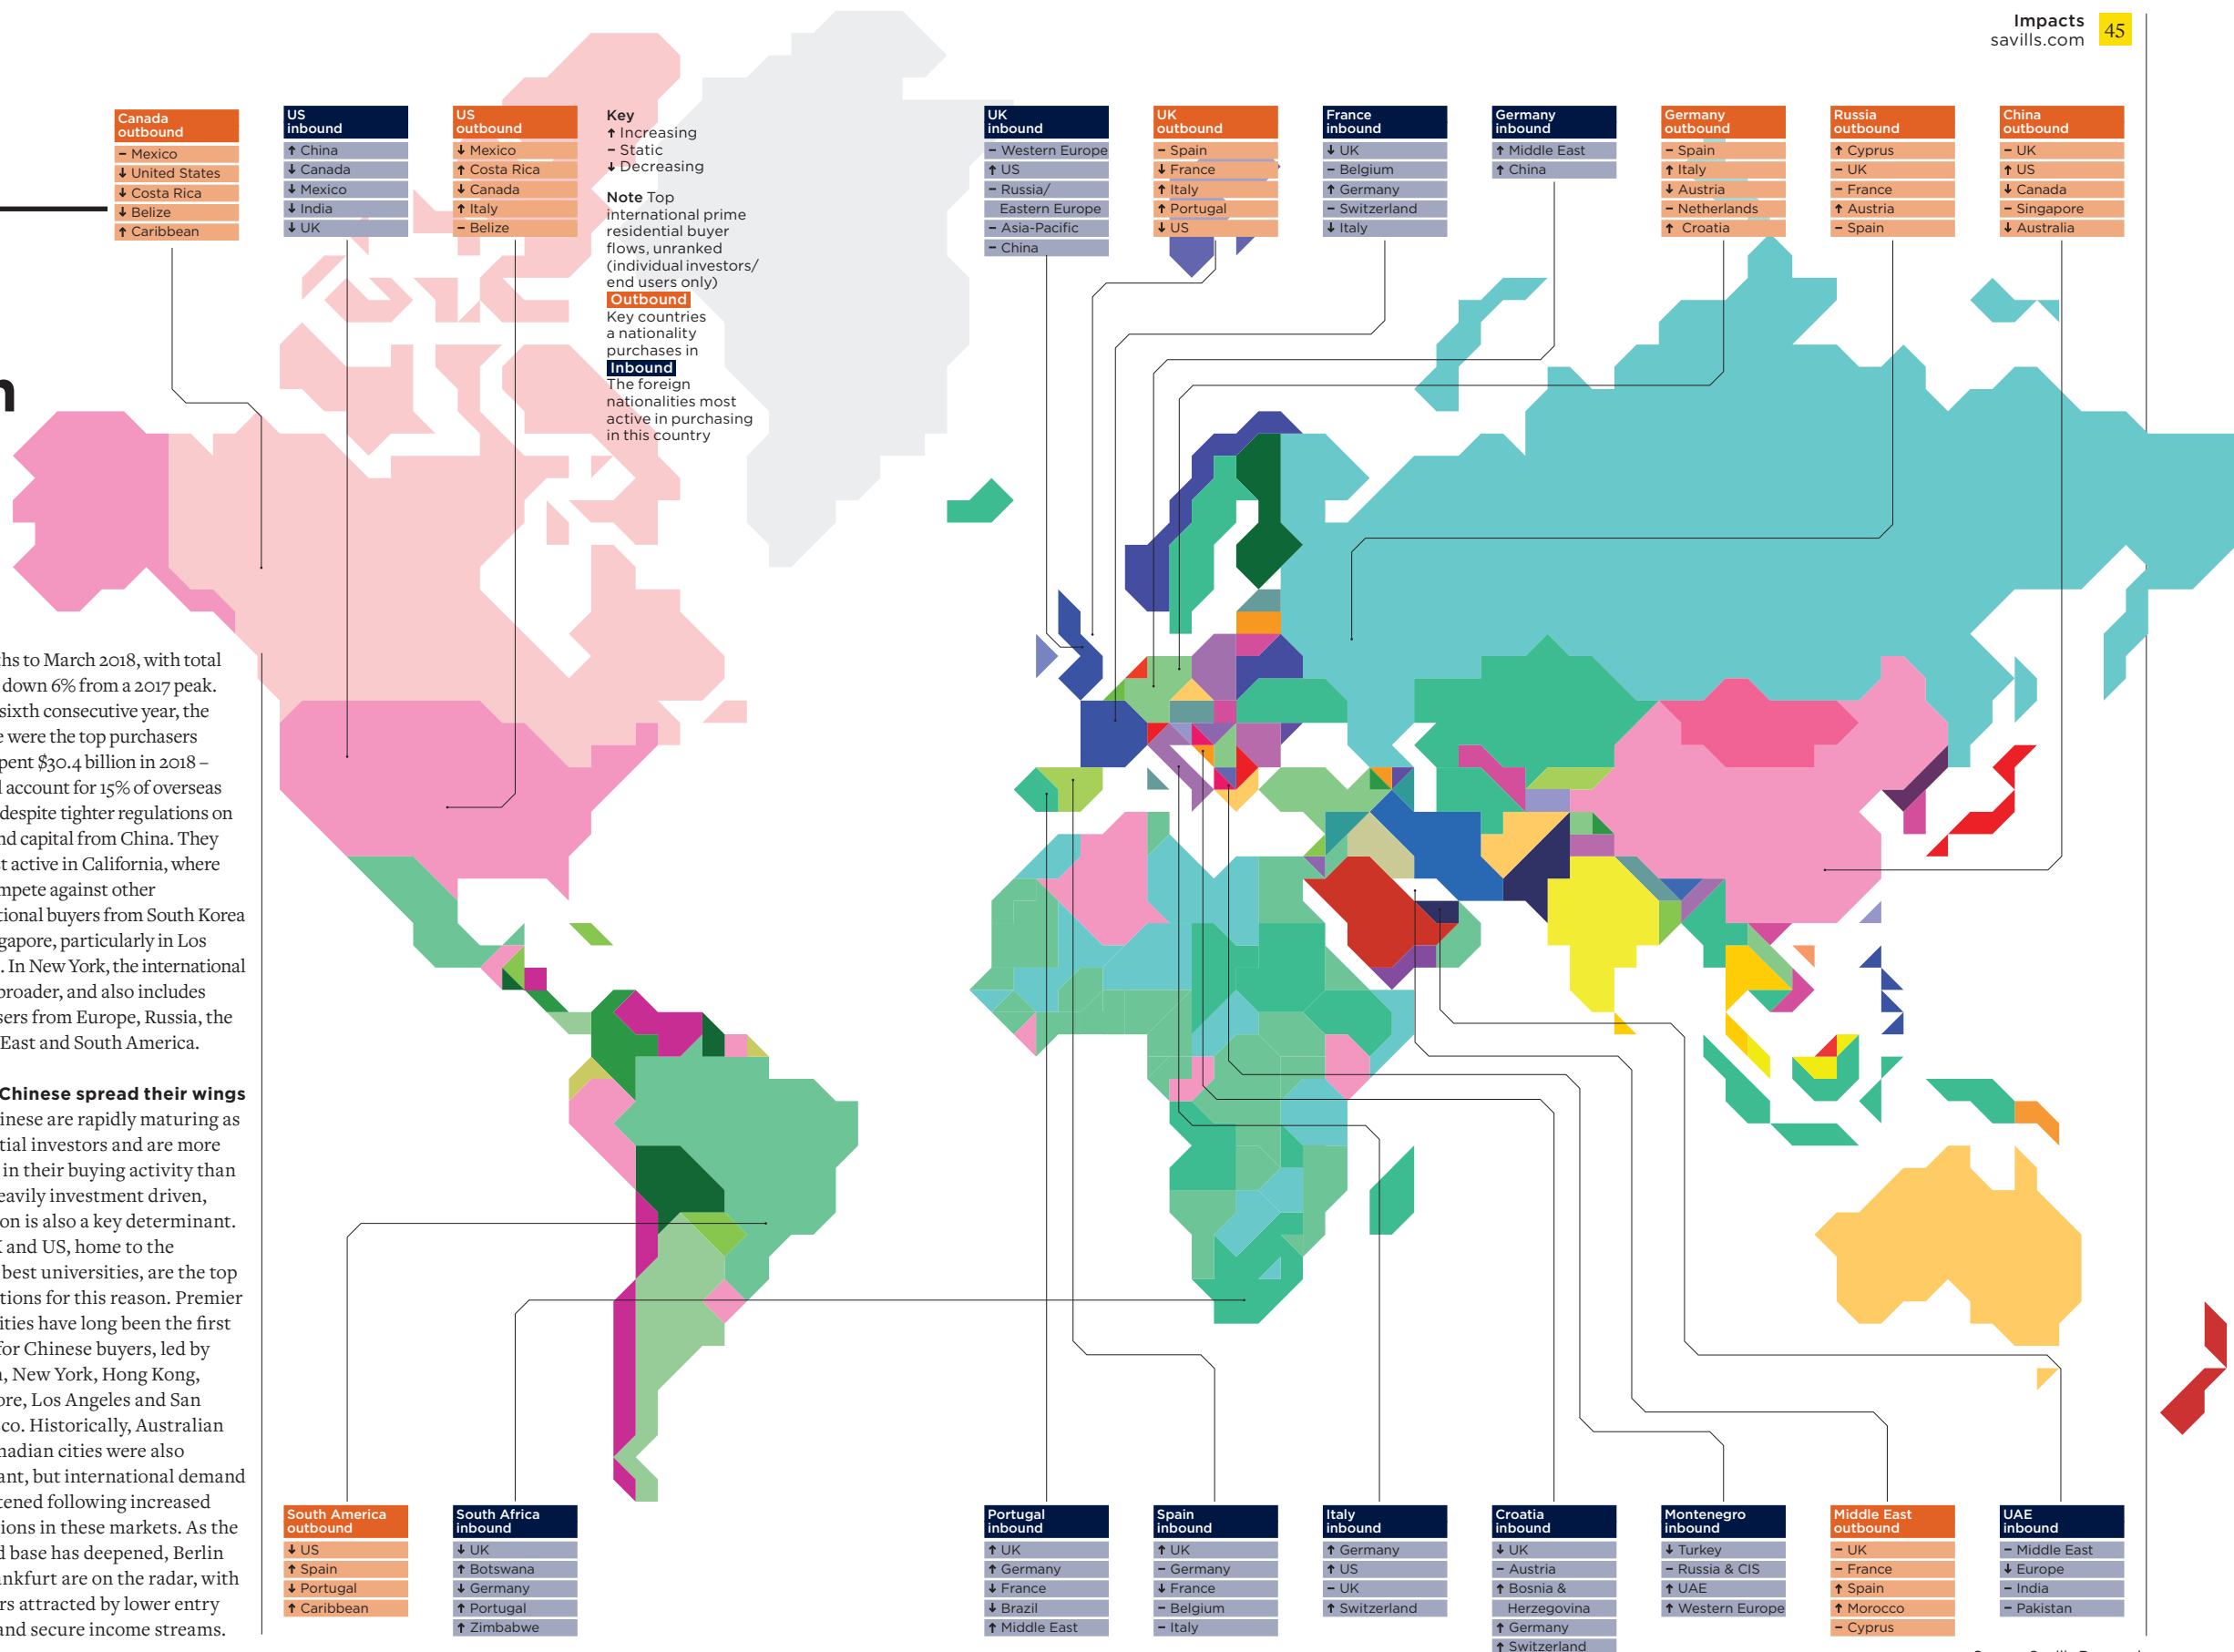 Impacts
savills.com
45
Canada
outbound
– Mexico
↓ United States
↓ Costa Rica
↓ Belize
↑ Caribbean
US
inbound
↑ China
↓ Canada
↓ Mexico
↓ India
↓ UK
US
outbound
↓ Mexico
↑ Costa Rica
↓ Canada
↑ Italy
– Belize
Key
↑ Increasing
– Static
↓ Decreasing
Note Top
international prime
residential buyer
flows, unranked
(individual investors/
end users only)
Outbound
Key countries
a nationality
purchases in
Inbound
The foreign
nationalities most
active in purchasing
in this country
UK
inbound
– Western Europe
↑ US
– Russia/
Eastern Europe
– Asia-Pacific
– China
UK
outbound
– Spain
↓ France
↑ Italy
↑ Portugal
↓ US
France
inbound
↓ UK
– Belgium
↑ Germany
– Switzerland
↓ Italy
Germany
inbound
↑ Middle East
↑ China
Germany
outbound
– Spain
↑ Italy
↓ Austria
– Netherlands
↑ Croatia
Russia
outbound
↑ Cyprus
– UK
– France
↑ Austria
– Spain
China
outbound
– UK
↑ US
↓ Canada
– Singapore
↓ Australia
n
ths to March 2018, with total
down 6% from a 2017 peak.
sixth consecutive year, the
e were the top purchasers
pent $30.4 billion in 2018 –
l account for 15% of overseas
despite tighter regulations on
nd capital from China. They
st active in California, where
mpete against other
tional buyers from South Korea
gapore, particularly in Los
. In New York, the international
broader, and also includes
sers from Europe, Russia, the
East and South America.
Chinese spread their wings
inese are rapidly maturing as
tial investors and are more
in their buying activity than
eavily investment driven,
on is also a key determinant.
K and US, home to the
best universities, are the top
tions for this reason. Premier
ities have long been the first
for Chinese buyers, led by
n, New York, Hong Kong,
ore, Los Angeles and San
co. Historically, Australian
nadian cities were also
ant, but international demand
tened following increased
ions in these markets. As the
d base has deepened, Berlin
ankfurt are on the radar, with
rs attracted by lower entry
and secure income streams.
South America
outbound
↓ US
↑ Spain
↓ Portugal
↑ Caribbean
South Africa
inbound
↓ UK
↑ Botswana
↓ Germany
↑ Portugal
↑ Zimbabwe
Portugal
inbound
↑ UK
↑ Germany
↓ France
↓ Brazil
↑ Middle East
Spain
inbound
↑ UK
– Germany
↓ France
– Belgium
– Italy
Italy
inbound
↑ Germany
↑ US
– UK
↑ Switzerland
Croatia
inbound
↓ UK
– Austria
↑ Bosnia &
Herzegovina
↑ Germany
↑ Switzerland
Montenegro
inbound
↓ Turkey
– Russia & CIS
↑ UAE
↑ Western Europe
Middle East
outbound
– UK
– France
↑ Spain
↑ Morocco
– Cyprus
UAE
inbound
– Middle East
↓ Europe
– India
– Pakistan